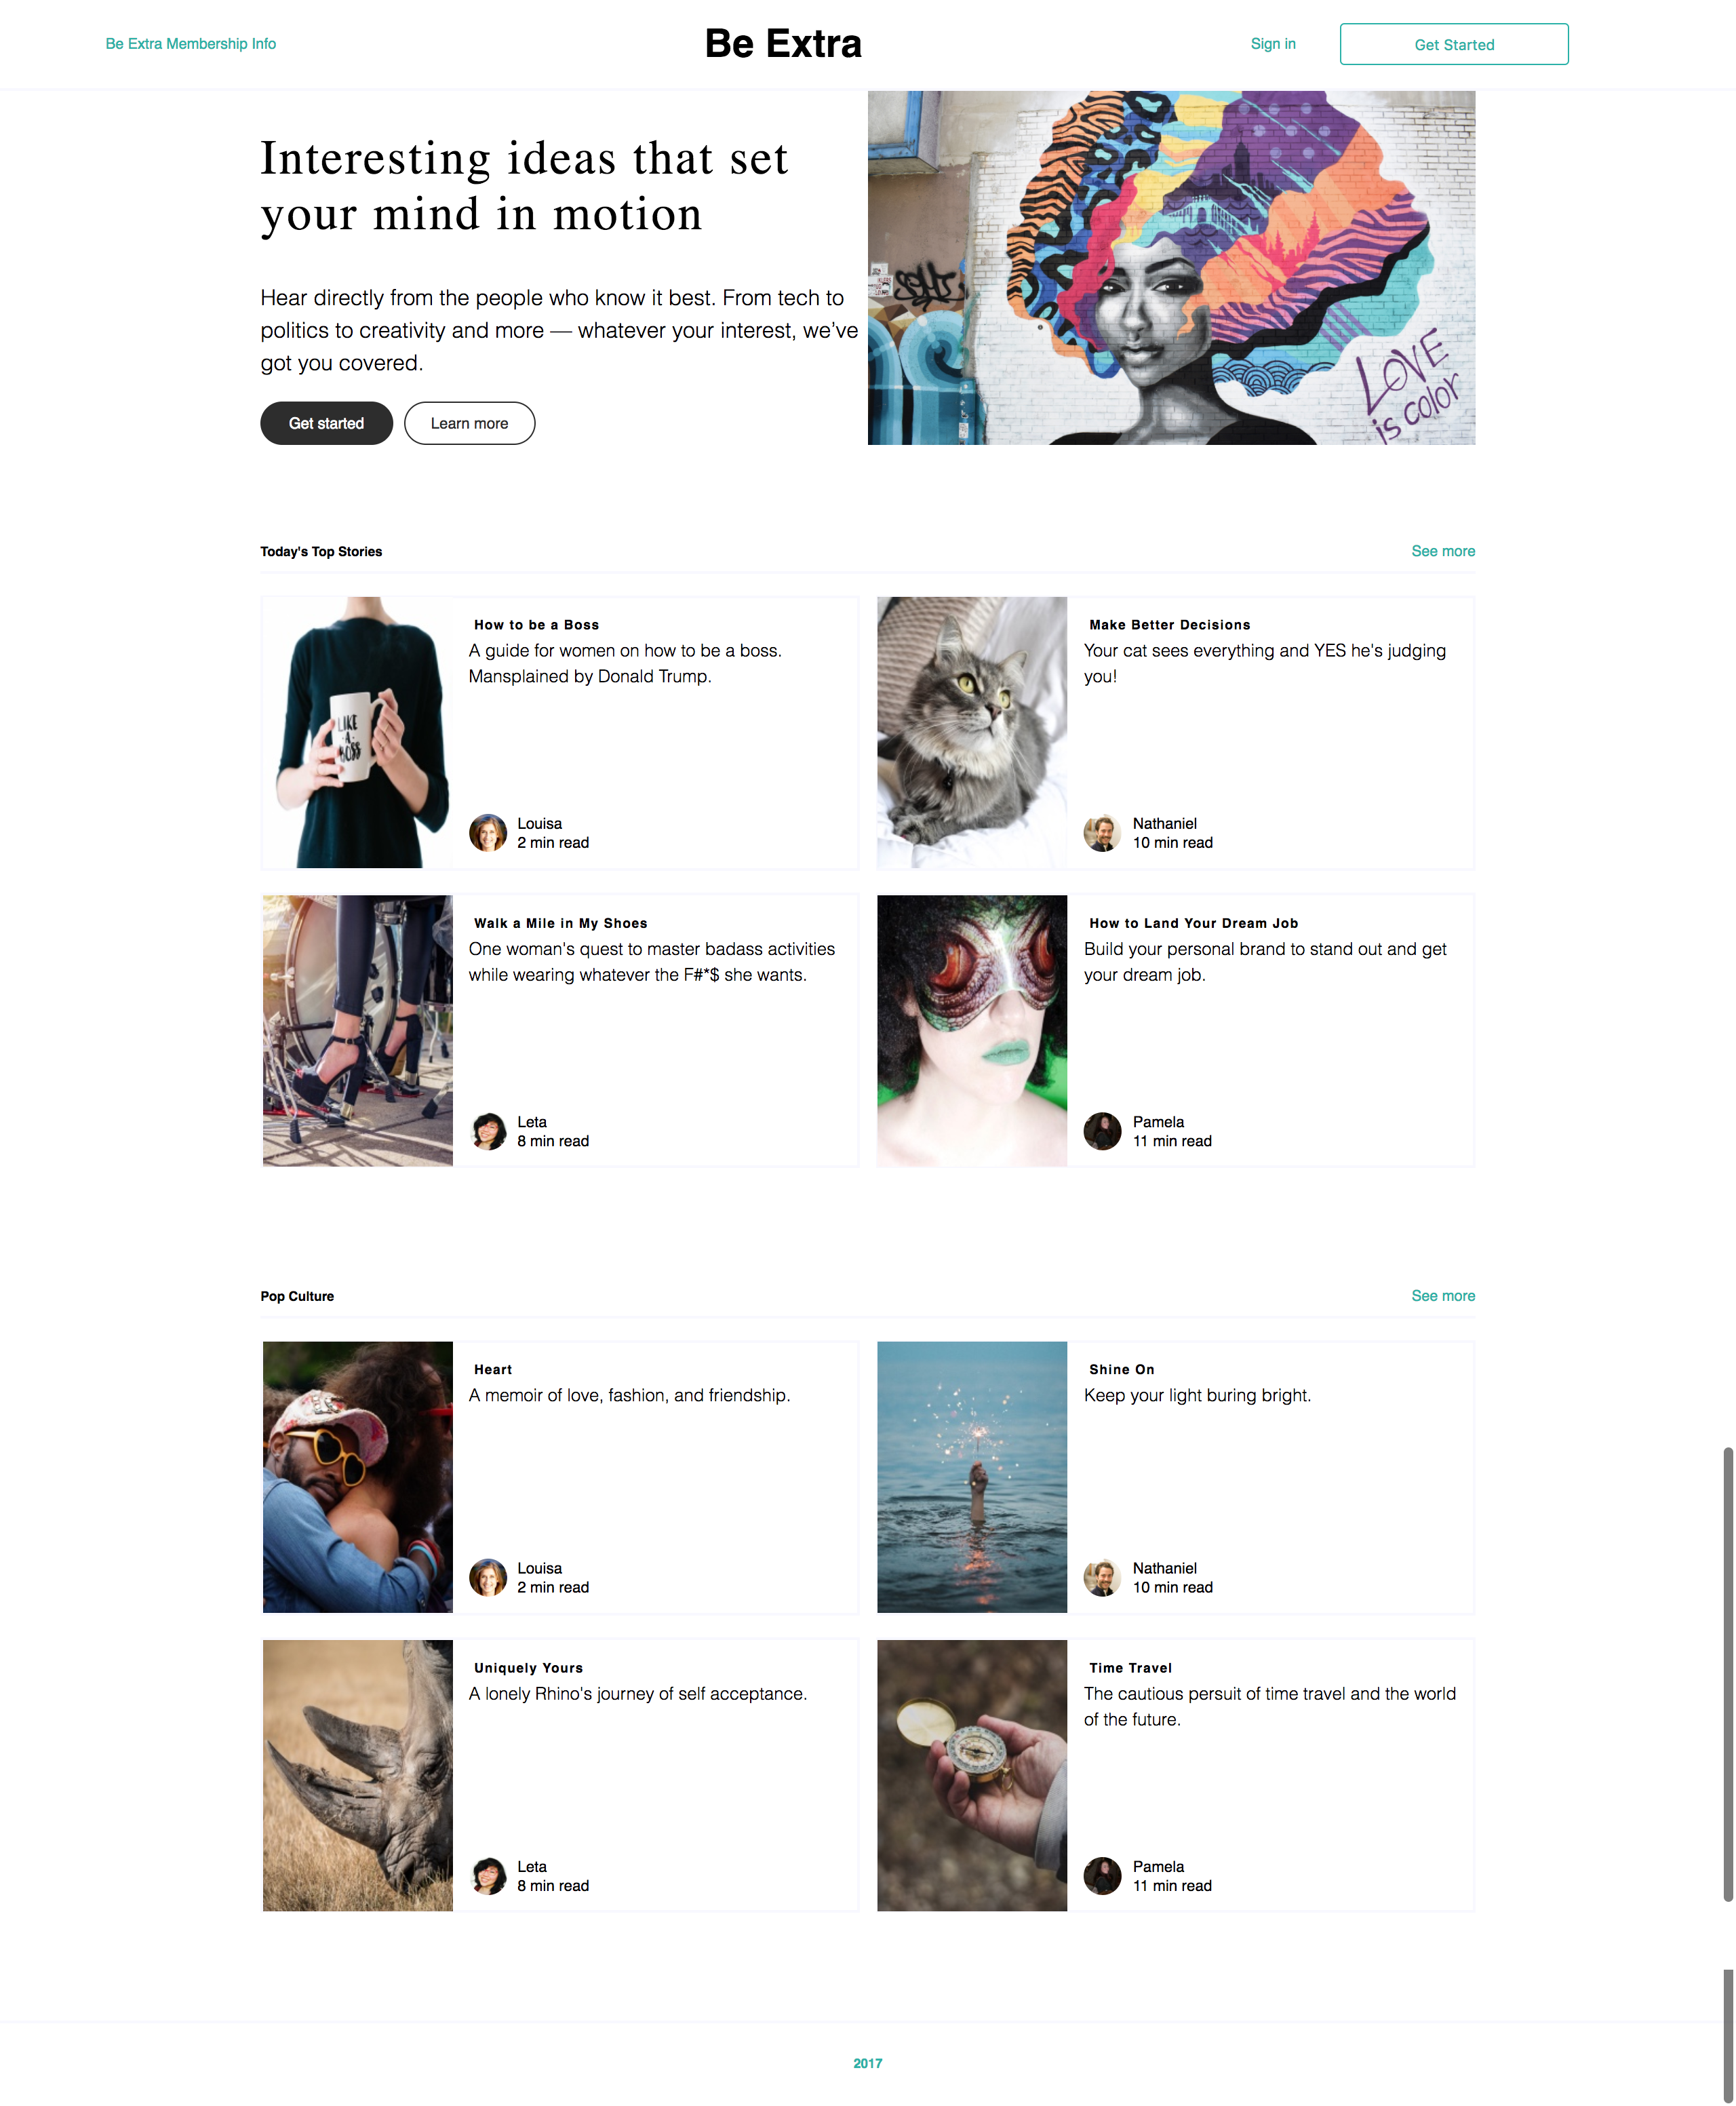 Be Extra Membership Info
Be Extra
Sign in
Get Started
Interesting ideas that set
your mind in motion
Hear directly from the people who know it best. From tech to
politics to creativity and more — whatever your interest, we’ve
got you covered.
Get started
Learn more
LOVE
is color
Today's Top Stories
See more
LIKE
A
BOSS
How to be a Boss
A guide for women on how to be a boss.
Mansplained by Donald Trump.
Louisa
2 min read
Make Better Decisions
Your cat sees everything and YES he's judging
you!
Nathaniel
10 min read
Walk a Mile in My Shoes
One woman's quest to master badass activities
while wearing whatever the F#*$ she wants.
Leta
8 min read
How to Land Your Dream Job
Build your personal brand to stand out and get
your dream job.
Pamela
11 min read
Pop Culture
See more
Heart
A memoir of love, fashion, and friendship.
Louisa
2 min read
Shine On
Keep your light buring bright.
Nathaniel
10 min read
Uniquely Yours
A lonely Rhino's journey of self acceptance.
Leta
8 min read
Time Travel
The cautious persuit of time travel and the world
of the future.
Pamela
11 min read
2017